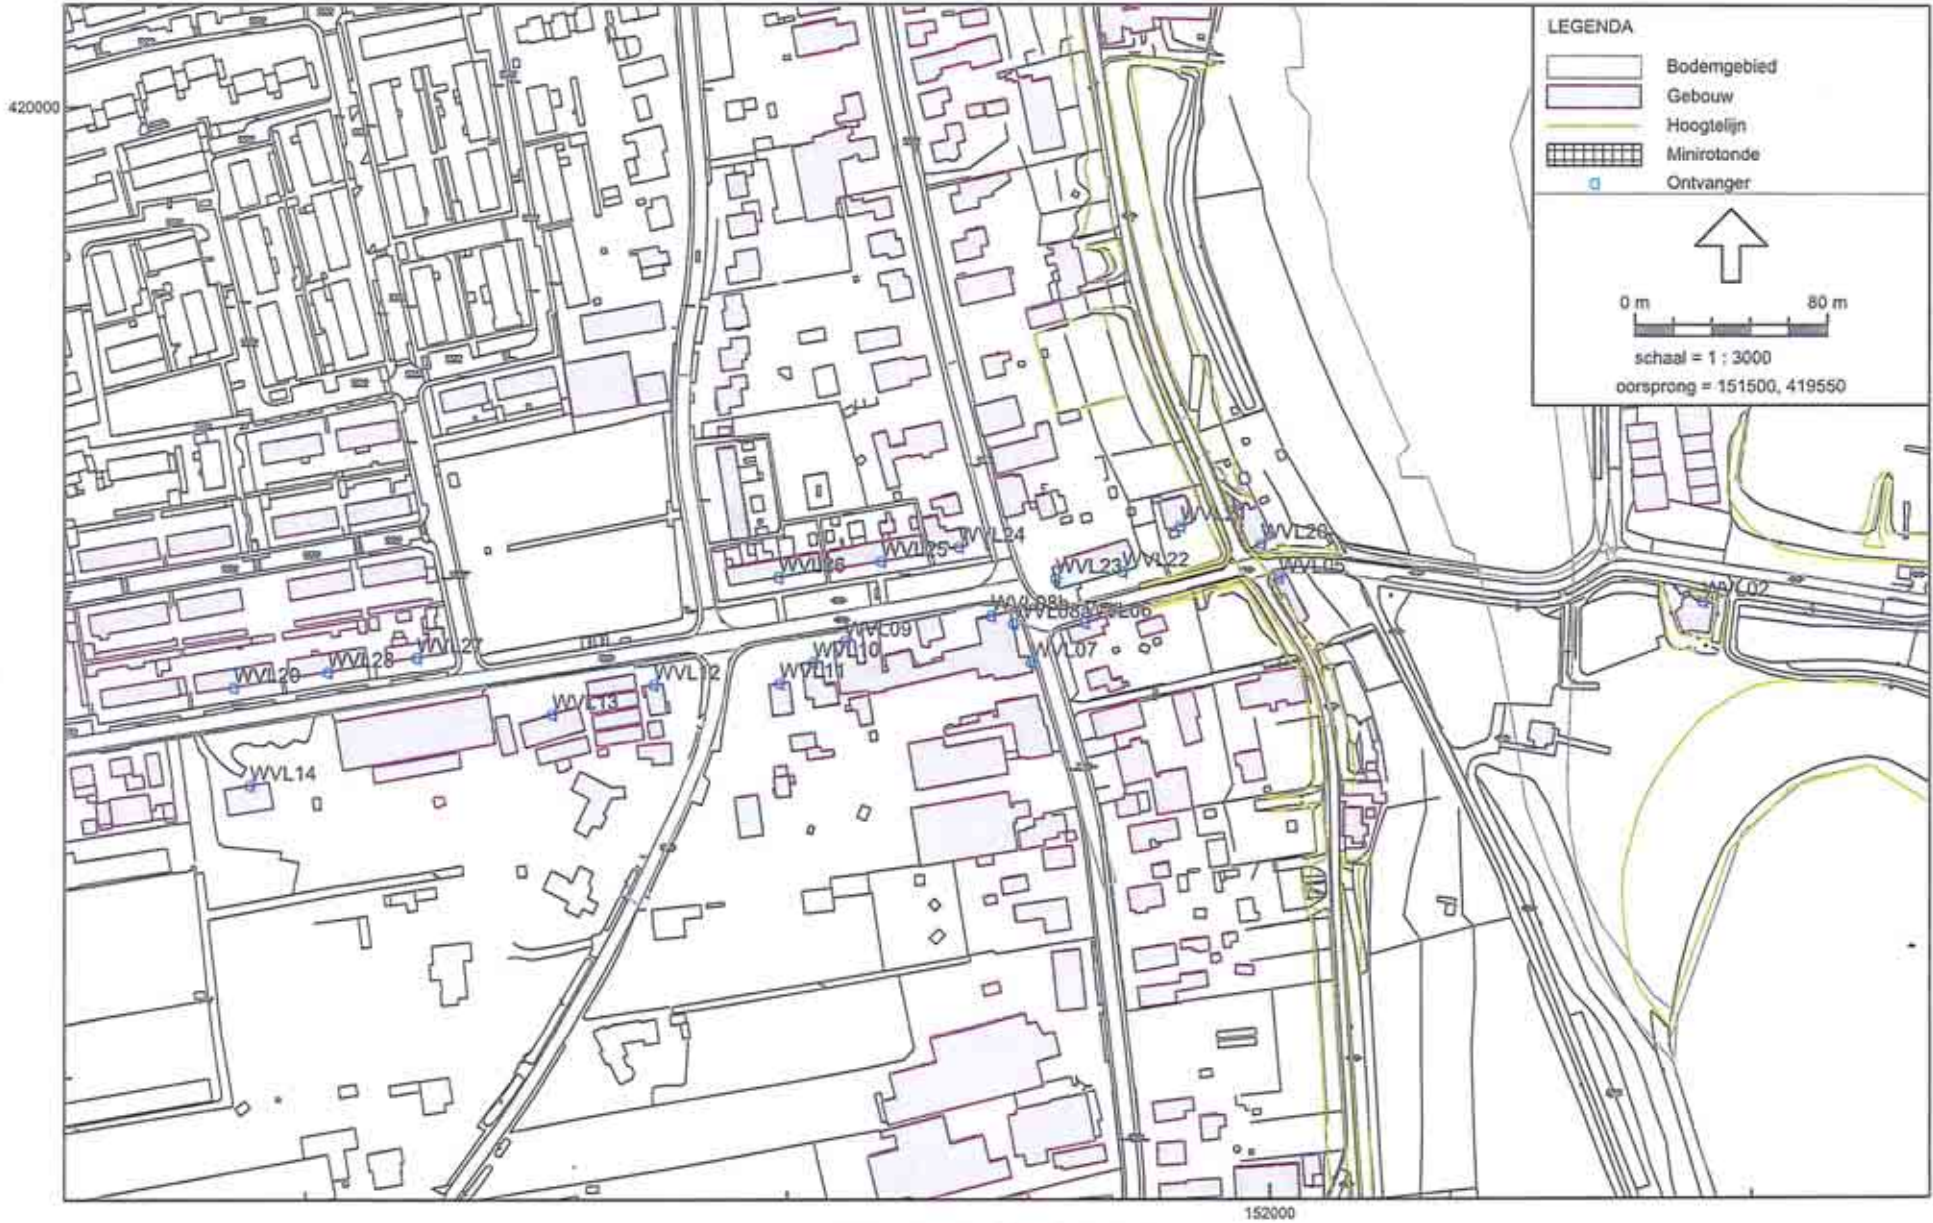 LEGENDA
Bodemgebied
Gebouw
Hoogtelijn
Minirotonde
Ontvanger
0 m 80 m
schaal = 1 : 3000
oorsprong = 151500, 419550
420000
WVL24
WVL25
WVL26
WVL23
WVL22
WVL05
WVL02
WVL09
WVL10
WVL11
WVL07
WVL12
WVL13
WVL27
WVL28
WVL14
152000